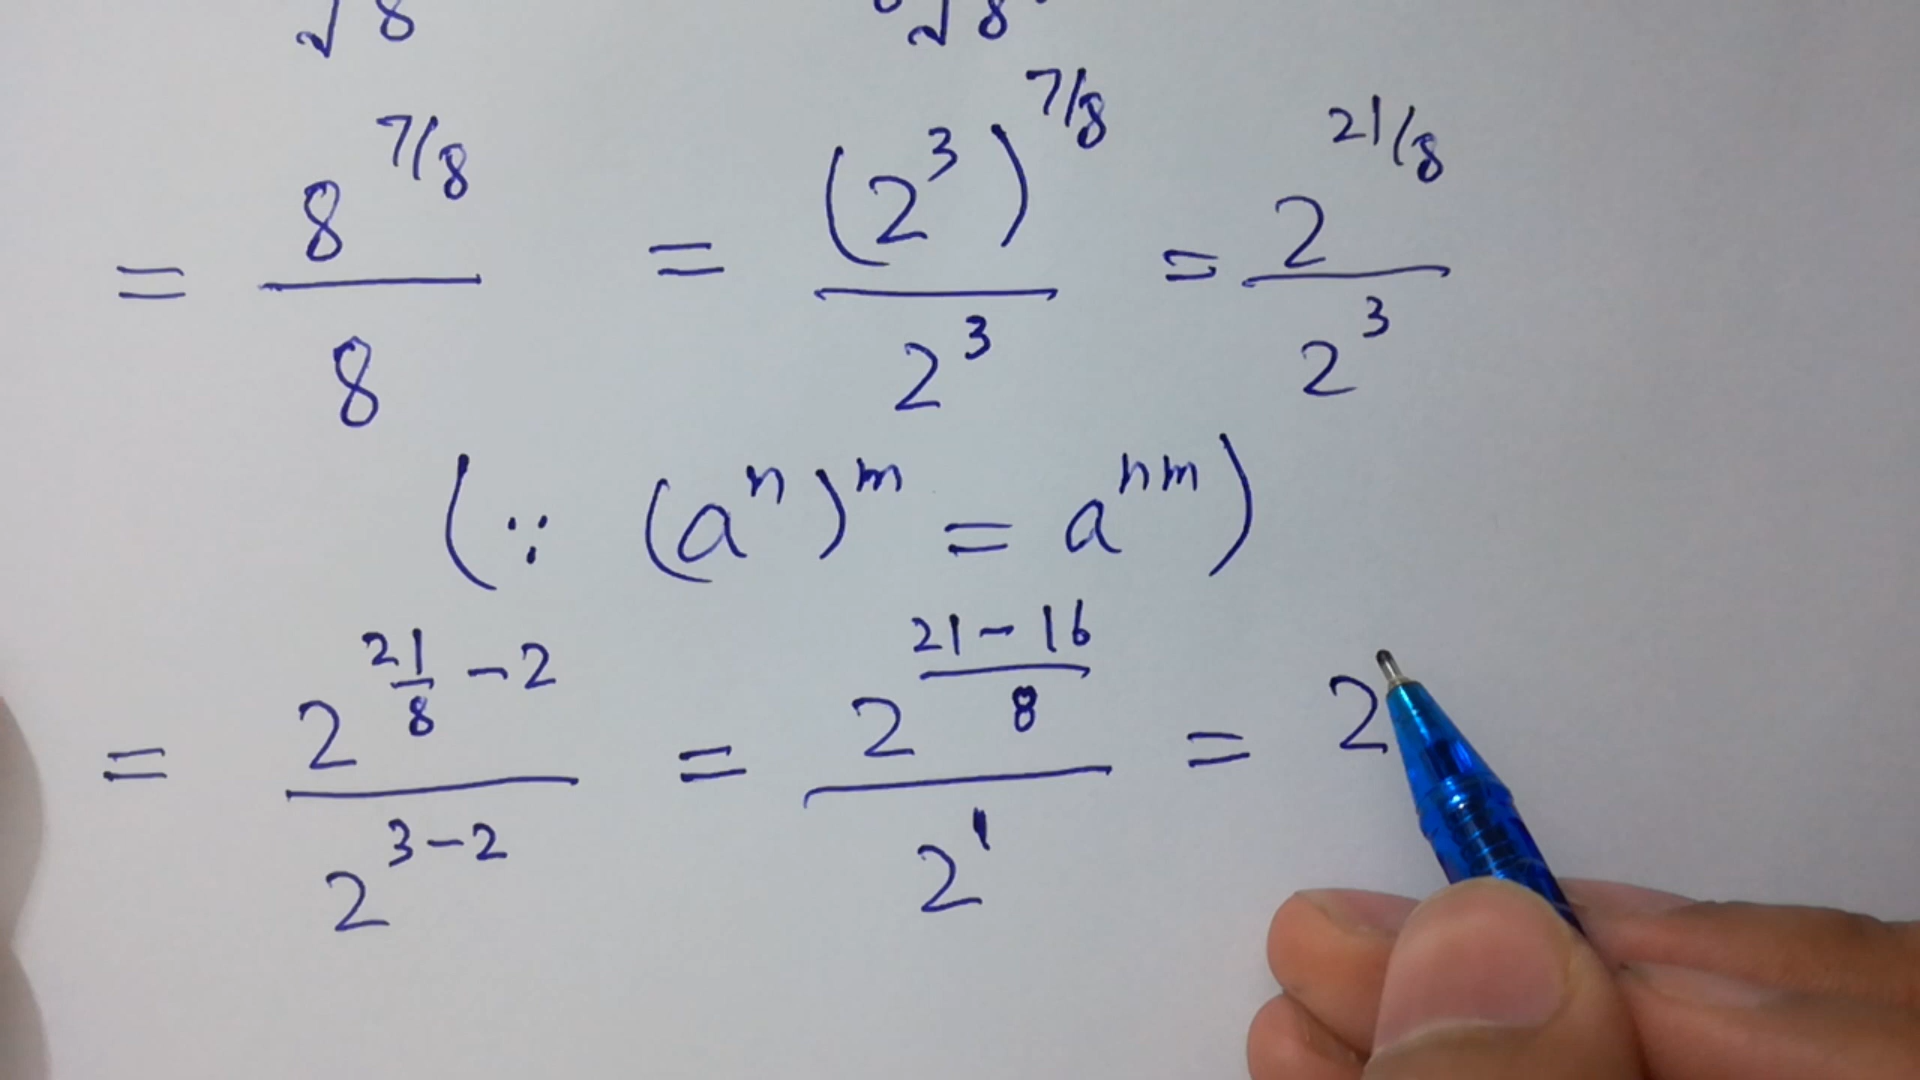 √8 ⁸√8
= 8^(7/8) / 8 = (2^3)^(7/8) / 2^3 = 2^(21/8) / 2^3
(∵ (a^n)^m = a^(nm))
= 2^(21/8 - 2) / 2^(3-2) = 2^((21-16)/8) / 2^1 = 2